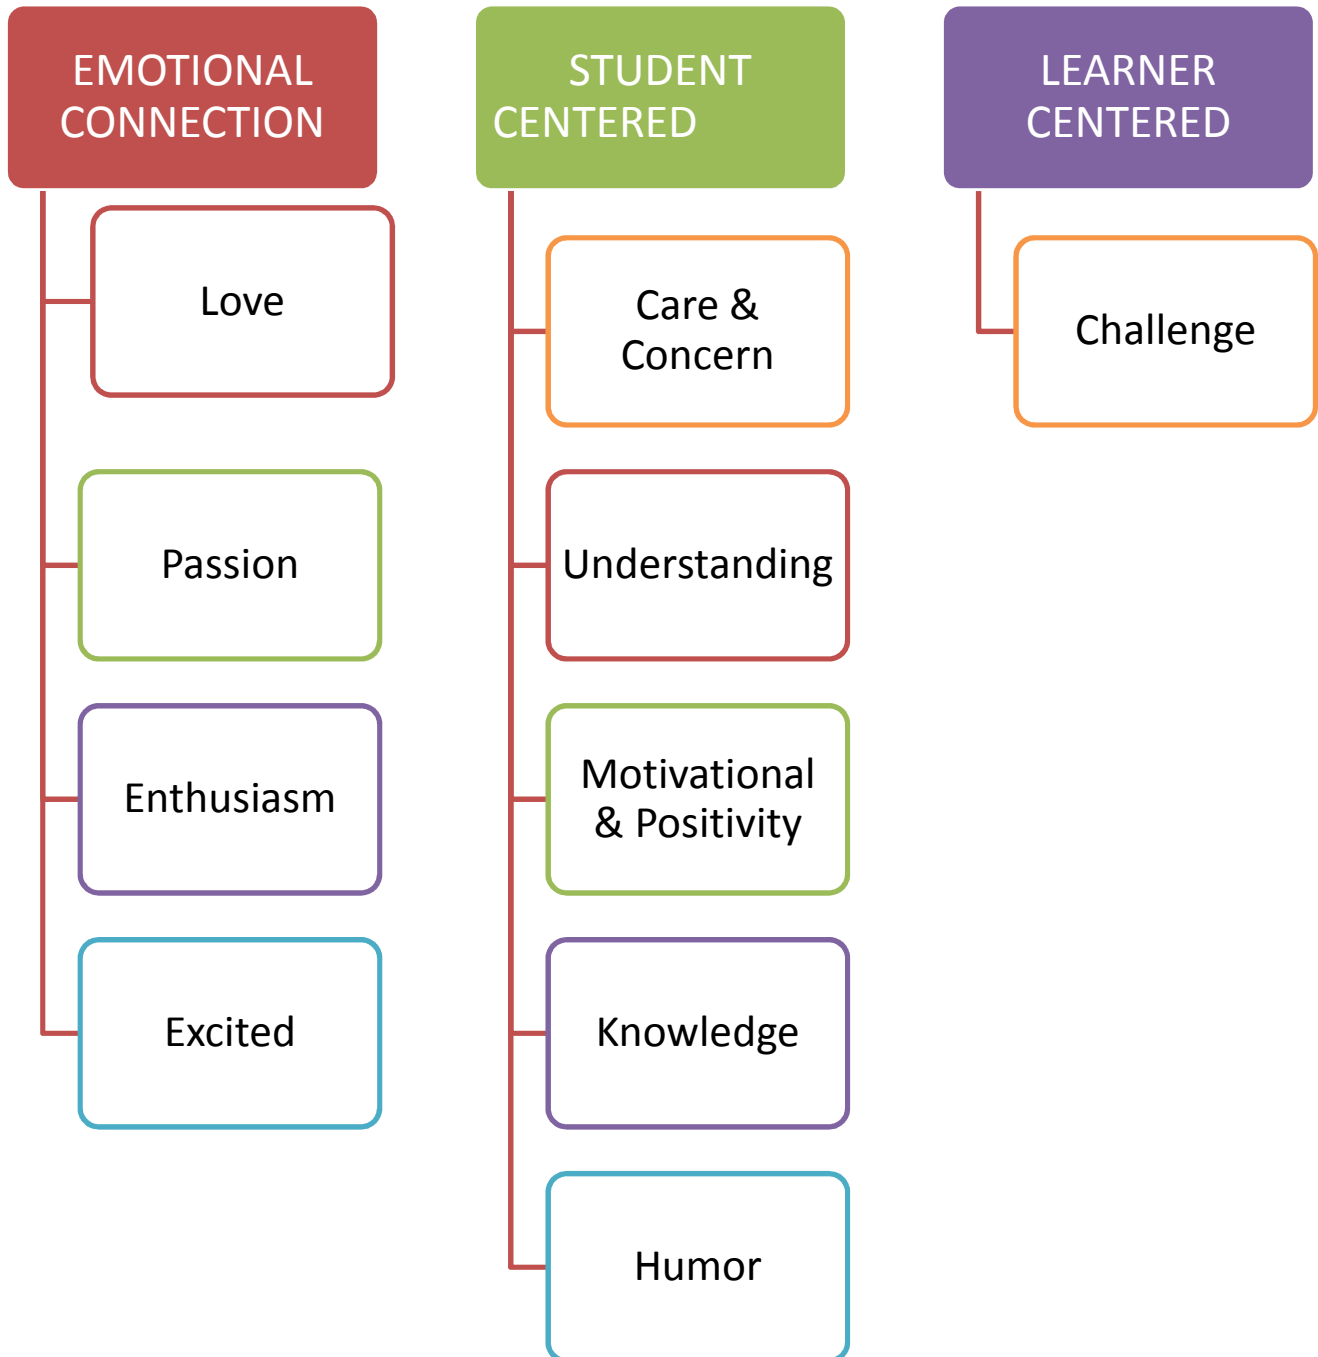 EMOTIONAL
CONNECTION
Love
Passion
Enthusiasm
Excited
STUDENT
CENTERED
Care &
Concern
Understanding
Motivational
& Positivity
Knowledge
Humor
LEARNER
CENTERED
Challenge